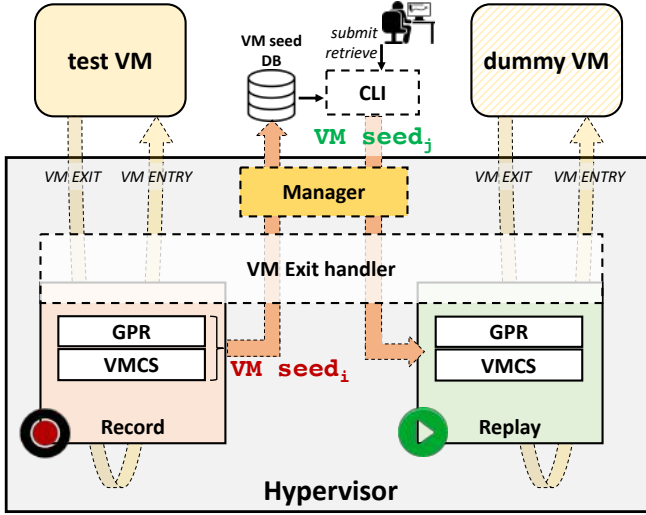 test VM
VM seed
DB
submit
retrieve
CLI
dummy VM
VM seedj
VM EXIT
VM ENTRY
Manager
VM EXIT
VM ENTRY
VM Exit handler
GPR
VMCS
VM seedi
GPR
VMCS
Record
Replay
Hypervisor